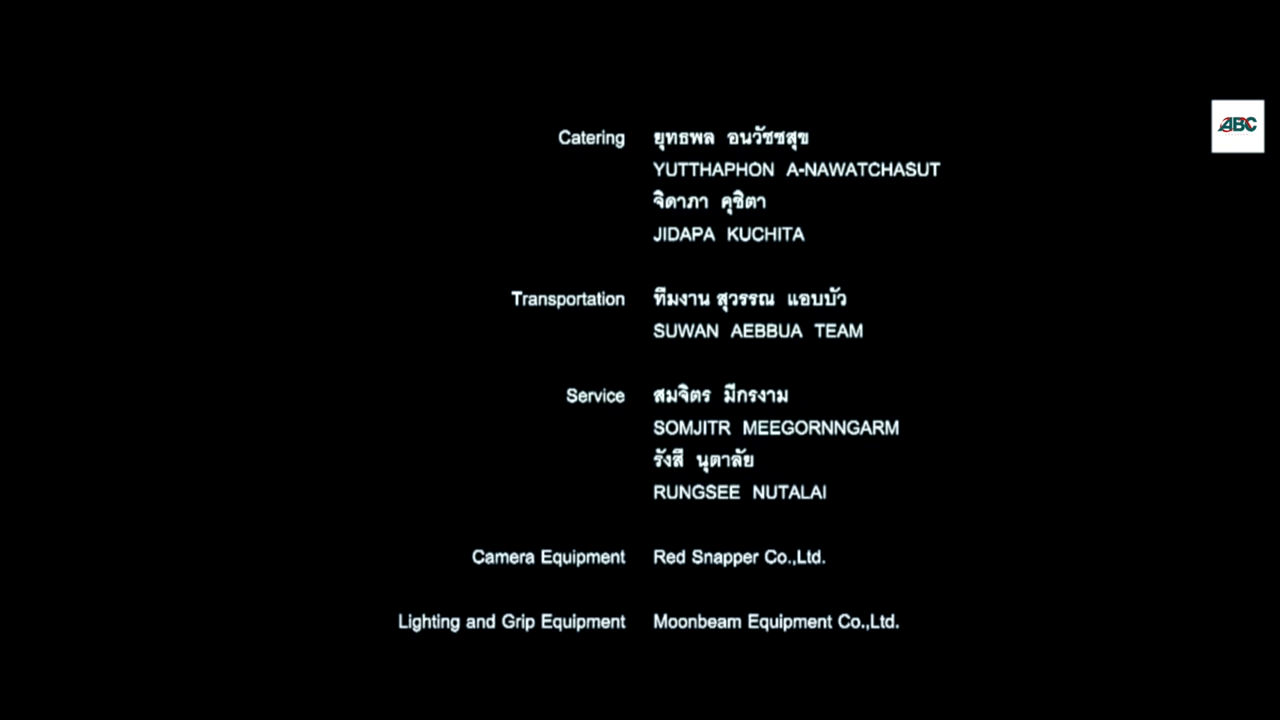 Catering ยุทธพล อนวัชชสุข
YUTTHAPHON A-NAWATCHASUT
จิดาภา คุชิตา
JIDAPA KUCHITA
Transportation ทีมงาน สุวรรณ แอบบัว
SUWAN AEBBUA TEAM
Service สมจิตร มีกรงาม
SOMJITR MEEGORNNGARM
รังสี นุตาลัย
RUNGSEE NUTALAI
Camera Equipment Red Snapper Co.,Ltd.
Lighting and Grip Equipment Moonbeam Equipment Co.,Ltd.
ABC